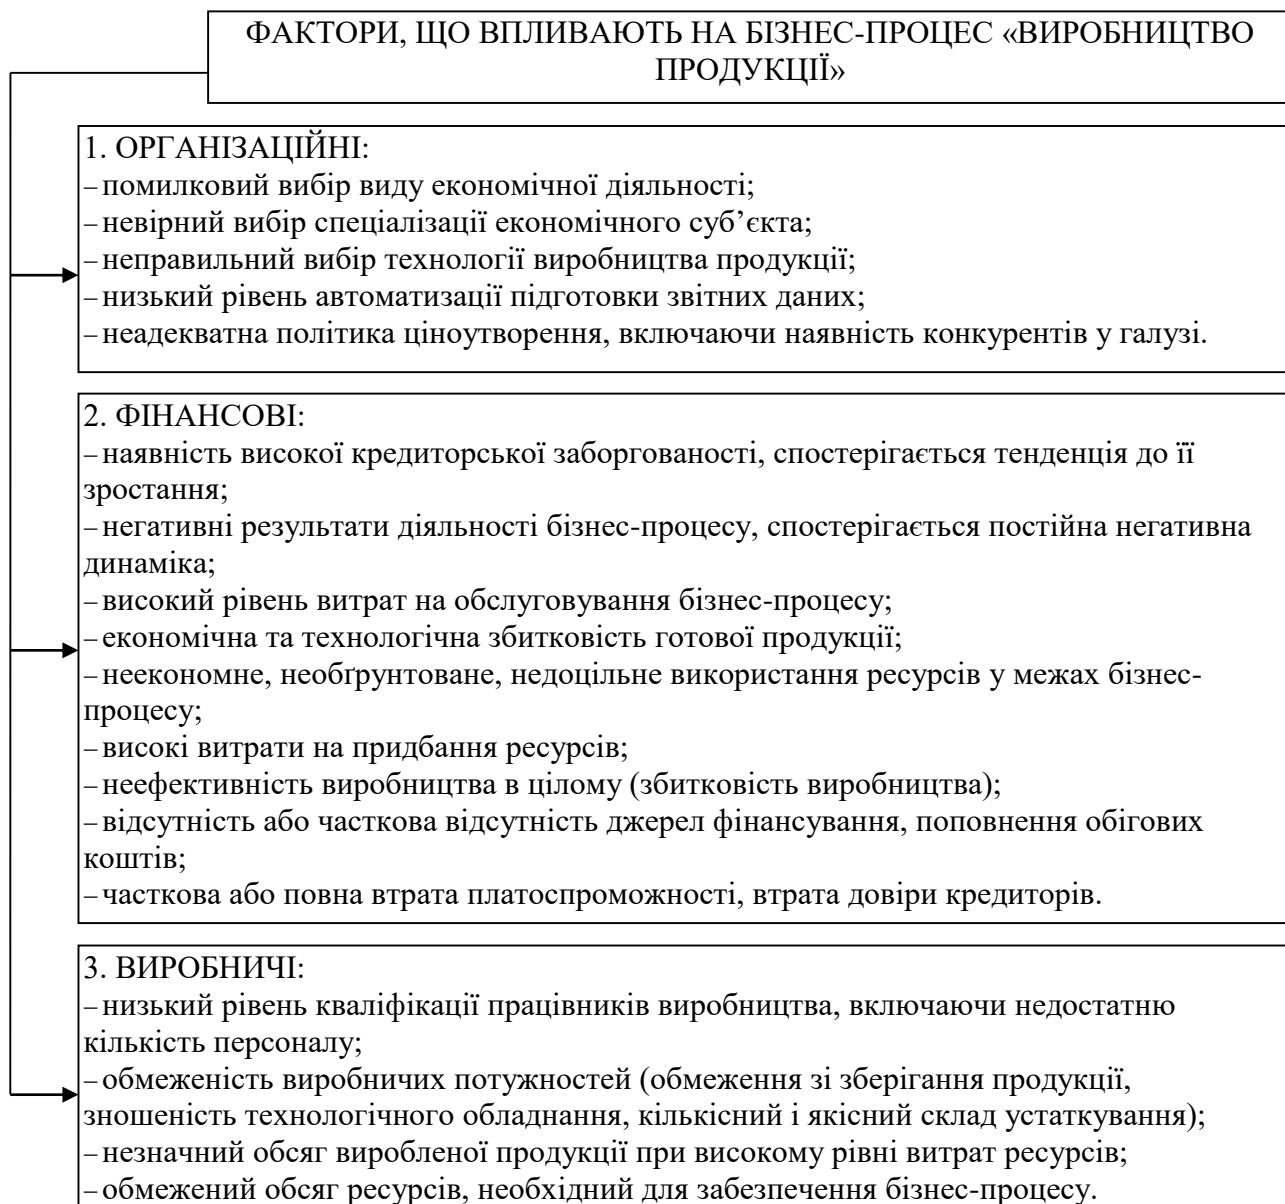 ФАКТОРИ, ЩО ВПЛИВАЮТЬ НА БІЗНЕС-ПРОЦЕС «ВИРОБНИЦТВО
ПРОДУКЦІЇ»
1. ОРГАНІЗАЦІЙНІ:
–помилковий вибір виду економічної діяльності;
–невірний вибір спеціалізації економічного суб’єкта;
–неправильний вибір технології виробництва продукції;
–низький рівень автоматизації підготовки звітних даних;
–неадекватна політика ціноутворення, включаючи наявність конкурентів у галузі.
2. ФІНАНСОВІ:
–наявність високої кредиторської заборгованості, спостерігається тенденція до її
зростання;
–негативні результати діяльності бізнес-процесу, спостерігається постійна негативна
динаміка;
–високий рівень витрат на обслуговування бізнес-процесу;
–економічна та технологічна збитковість готової продукції;
–неекономне, необґрунтоване, недоцільне використання ресурсів у межах бізнес-
процесу;
–високі витрати на придбання ресурсів;
–неефективність виробництва в цілому (збитковість виробництва);
–відсутність або часткова відсутність джерел фінансування, поповнення обігових
коштів;
–часткова або повна втрата платоспроможності, втрата довіри кредиторів.
3. ВИРОБНИЧІ:
–низький рівень кваліфікації працівників виробництва, включаючи недостатню
кількість персоналу;
–обмеженість виробничих потужностей (обмеження зі зберігання продукції,
зношеність технологічного обладнання, кількісний і якісний склад устаткування);
–незначний обсяг виробленої продукції при високому рівні витрат ресурсів;
–обмежений обсяг ресурсів, необхідний для забезпечення бізнес-процесу.